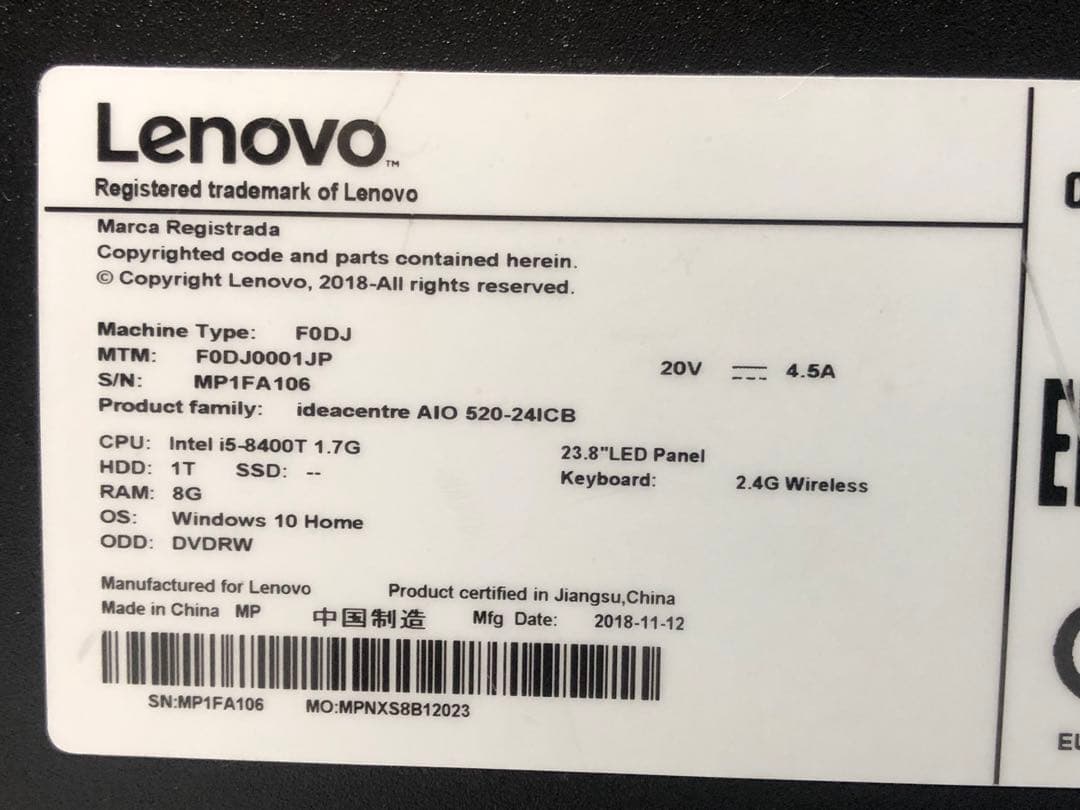 Lenovo™
Registered trademark of Lenovo
Marca Registrada
Copyrighted code and parts contained herein.
© Copyright Lenovo, 2018-All rights reserved.
Machine Type: F0DJ
MTM: F0DJ0001JP
S/N: MP1FA106
20V 4.5A
Product family: ideacentre AIO 520-24ICB
CPU: Intel i5-8400T 1.7G
HDD: 1T SSD: --
RAM: 8G
OS: Windows 10 Home
ODD: DVDRW
23.8"LED Panel
Keyboard: 2.4G Wireless
Manufactured for Lenovo Product certified in Jiangsu,China
Made in China MP 中国制造 Mfg Date: 2018-11-12
SN:MP1FA106 MO:MPNXS8B12023